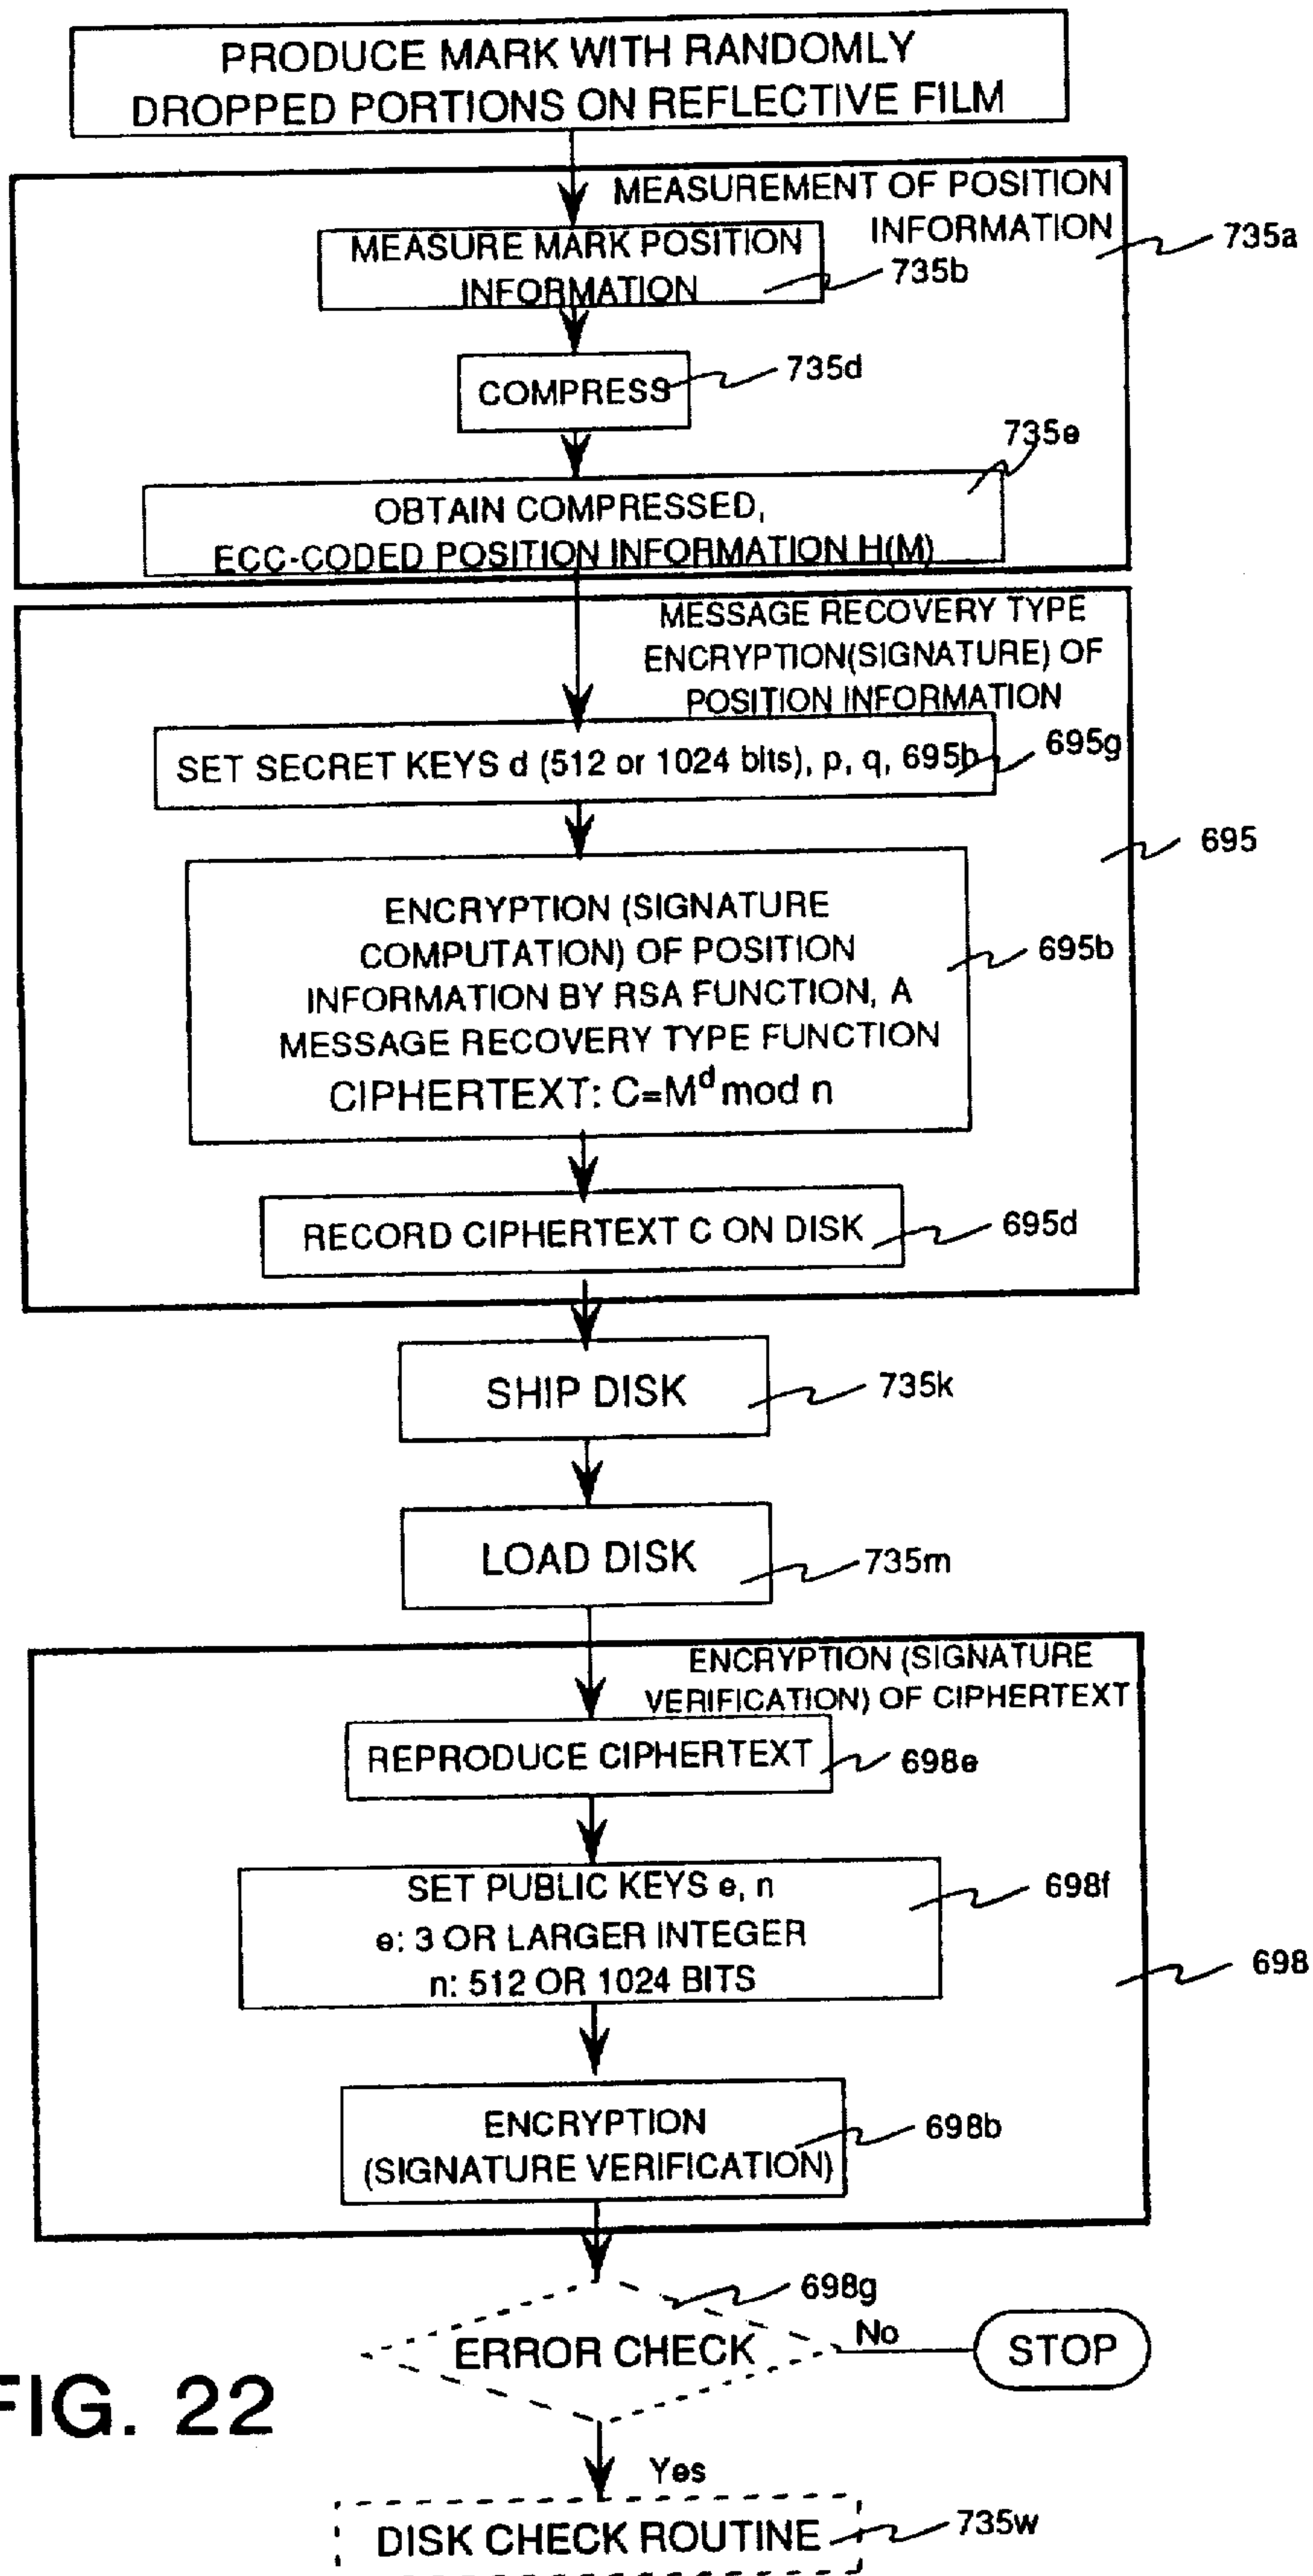 PRODUCE MARK WITH RANDOMLY
DROPPED PORTIONS ON REFLECTIVE FILM
MEASUREMENT OF POSITION
INFORMATION
735a
MEASURE MARK POSITION
INFORMATION
735b
COMPRESS
735d
735e
OBTAIN COMPRESSED,
ECC-CODED POSITION INFORMATION H(M)
MESSAGE RECOVERY TYPE
ENCRYPTION(SIGNATURE) OF
POSITION INFORMATION
SET SECRET KEYS d (512 or 1024 bits), p, q, 695b
695g
695
ENCRYPTION (SIGNATURE
COMPUTATION) OF POSITION
INFORMATION BY RSA FUNCTION, A
MESSAGE RECOVERY TYPE FUNCTION
CIPHERTEXT: C=M^d mod n
695b
RECORD CIPHERTEXT C ON DISK
695d
SHIP DISK
735k
LOAD DISK
735m
ENCRYPTION (SIGNATURE
VERIFICATION) OF CIPHERTEXT
REPRODUCE CIPHERTEXT
698e
SET PUBLIC KEYS e, n
e: 3 OR LARGER INTEGER
n: 512 OR 1024 BITS
698f
698
ENCRYPTION
(SIGNATURE VERIFICATION)
698b
698g
ERROR CHECK
No
STOP
FIG. 22
Yes
DISK CHECK ROUTINE
735w